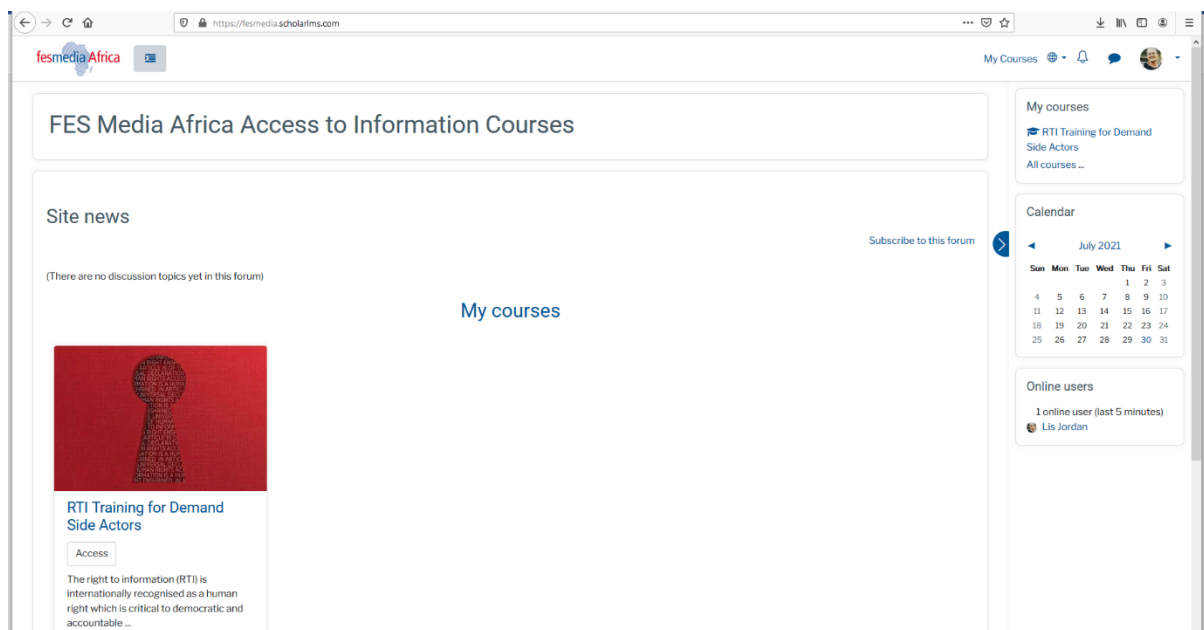 https://fesmedia.scholarlms.com
fesmedia Africa
My Courses
FES Media Africa Access to Information Courses
Site news
Subscribe to this forum
(There are no discussion topics yet in this forum)
My courses
RTI Training for Demand
Side Actors
Access
The right to information (RTI) is
internationally recognised as a human
right which is critical to democratic and
accountable ...
My courses
RTI Training for Demand
Side Actors
All courses ...
Calendar
◄ July 2021 ►
Sun Mon Tue Wed Thu Fri Sat
1 2 3
4 5 6 7 8 9 10
11 12 13 14 15 16 17
18 19 20 21 22 23 24
25 26 27 28 29 30 31
Online users
1 online user (last 5 minutes)
Lis Jordan